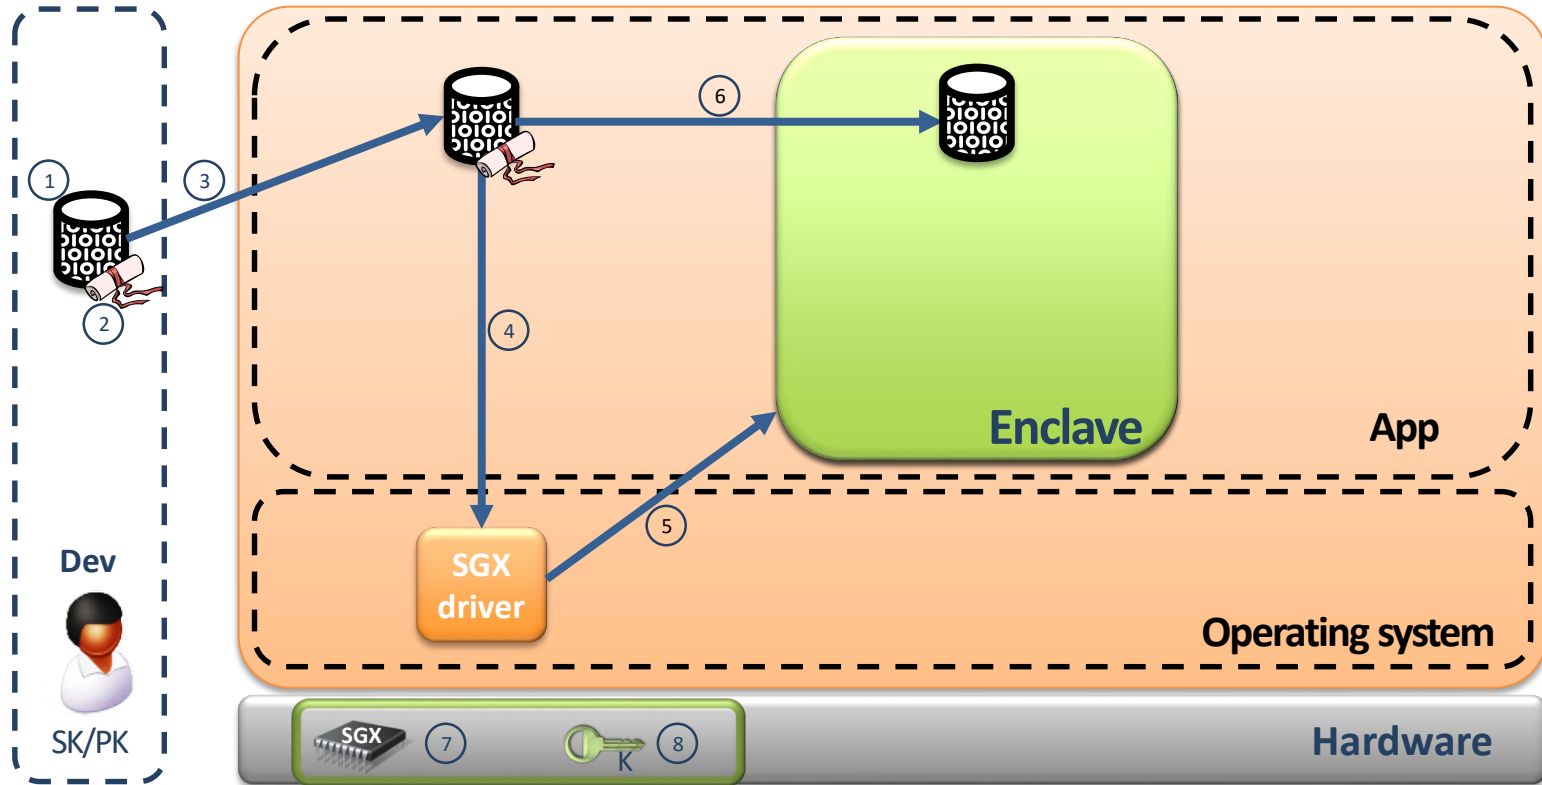 6
1
3
2
4
Enclave
App
5
Dev
SGX
driver
Operating system
SK/PK
SGX
7
K
8
Hardware